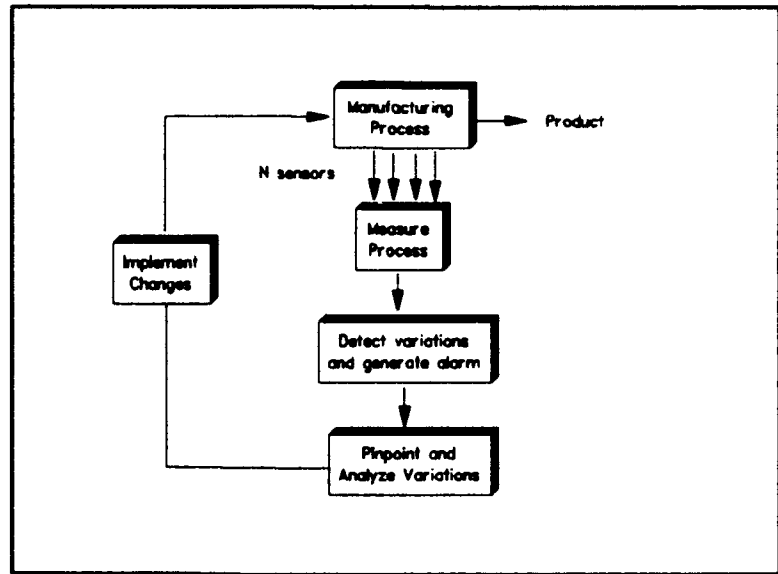 Manufacturing
Process
Product
N sensors
Measure
Process
Implement
Changes
Detect variations
and generate alarm
Pinpoint and
Analyze Variations